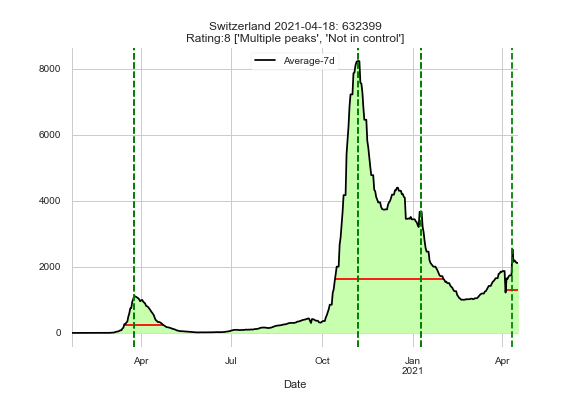 Switzerland 2021-04-18: 632399
Rating:8 ['Multiple peaks', 'Not in control']
Average-7d
8000
6000
4000
2000
0
Apr
Jul
Oct
Jan
2021
Apr
Date